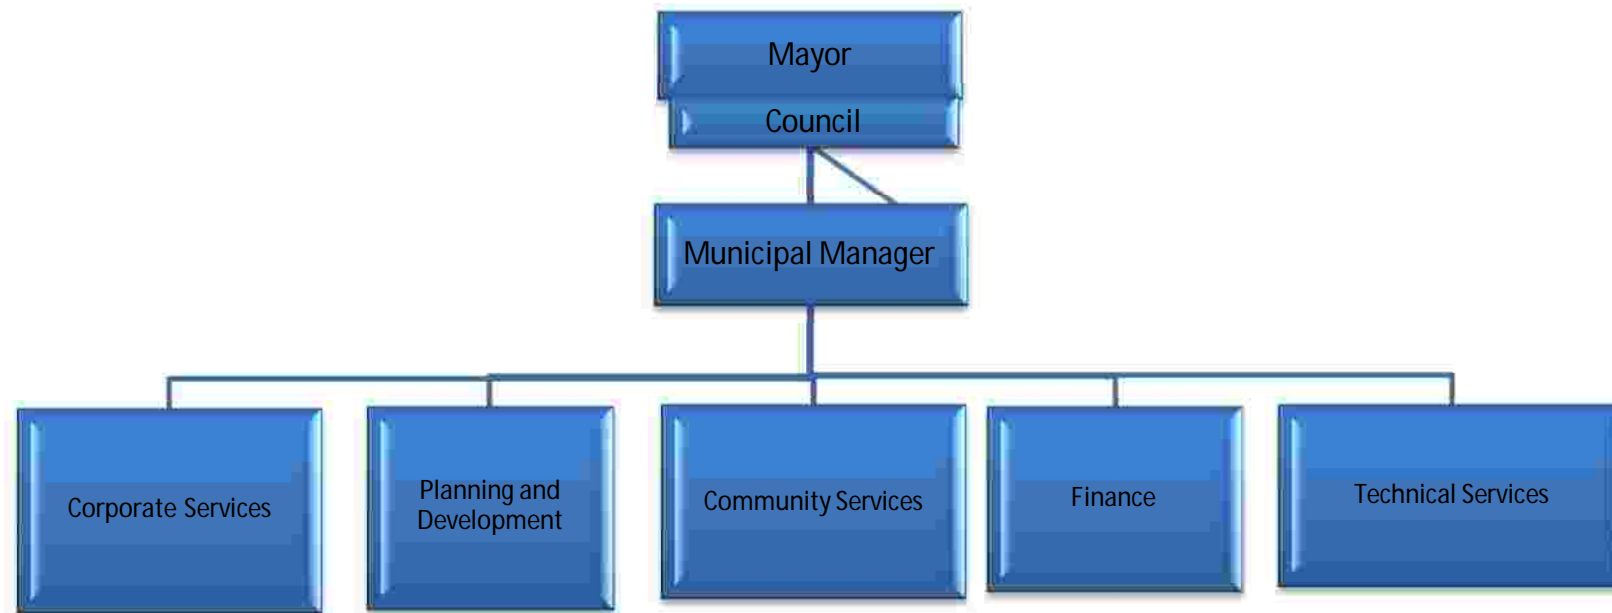 Mayor
Council
Municipal Manager
Corporate Services
Planning and
Development
Community Services
Finance
Technical Services